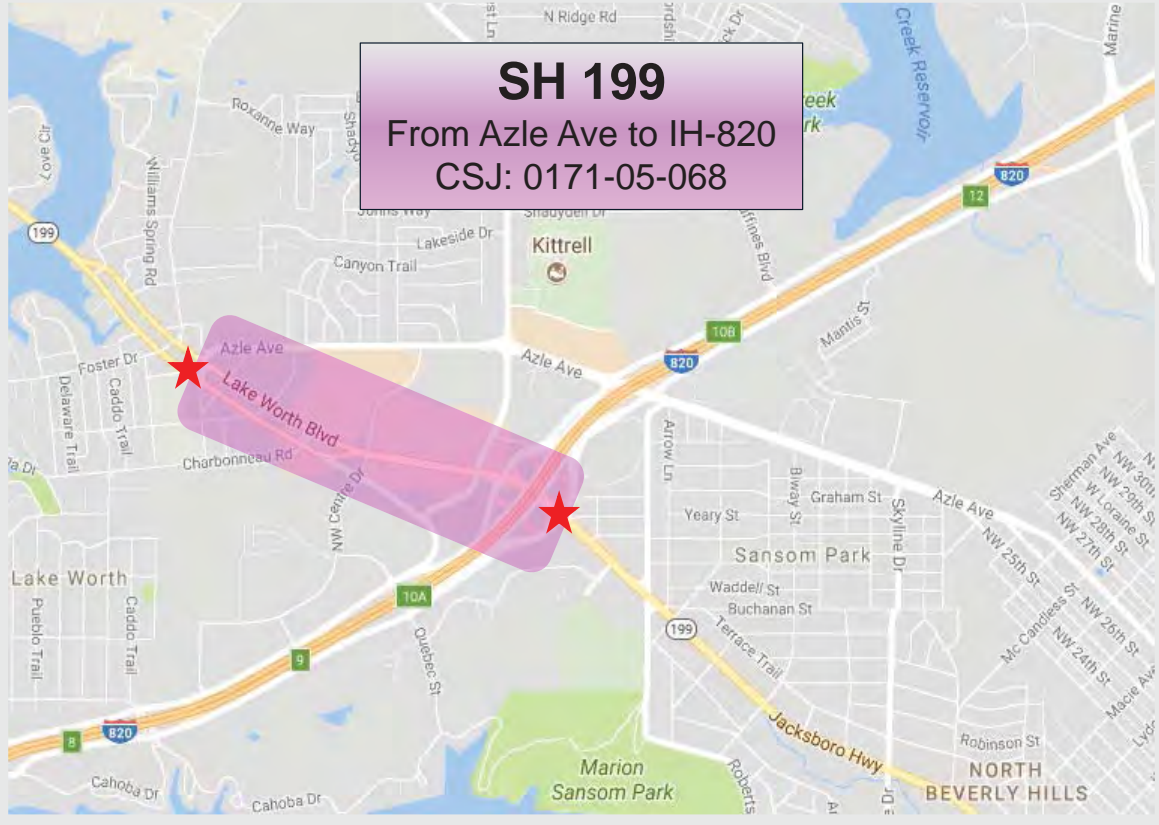 N Ridge Rd
Marine
Creek Reservoir
SH 199
From Azle Ave to IH-820
CSJ: 0171-05-068
Roxanne Way
820
12
Williams Spring Rd
199
Lakeside Dr
Kittrell
Canyon Trail
Mantis St
10B
820
Azle Ave
Azle Ave
Foster Dr
Lake Worth Blvd
Delaware Trail
Caddo Trail
Charbonneau Rd
NW Centre Dr
Arrow Ln
Biway St
Graham St
Skyline Dr
Azle Ave
Sherman Ave
NW 30th
NW 29th St
W Loraine St
NW 28th St
NW 27th St
Yeary St
Sansom Park
NW 25th St
Lake Worth
Waddell St
Buchanan St
10A
Pueblo Trail
Caddo Trail
199
Terrace Trail
Mc Candless St
NW 26th St
NW 24th St
Quebec St
9
Macie Ave
Jacksboro Hwy
8
820
Robinson St
Marion
Sansom Park
NORTH
BEVERLY HILLS
Roberts
Cahoba Dr
Cahoba Dr